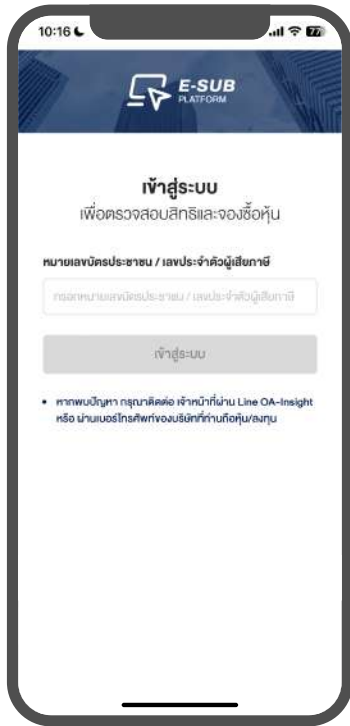 10:16
77
E-SUB
PLATFORM
เข้าสู่ระบบ
เพื่อตรวจสอบสิทธิและจองซื้อหุ้น
หมายเลขบัตรประชาชน / เลขประจำตัวผู้เสียภาษี
กรอกหมายเลขบัตรประชาชน / เลขประจำตัวผู้เสียภาษี
เข้าสู่ระบบ
• หากพบปัญหา กรุณาติดต่อ เจ้าหน้าที่ผ่าน Line OA-Insight
หรือ ผ่านเบอร์โทรศัพท์ของบริษัทที่ท่านถือหุ้น/ลงทุน